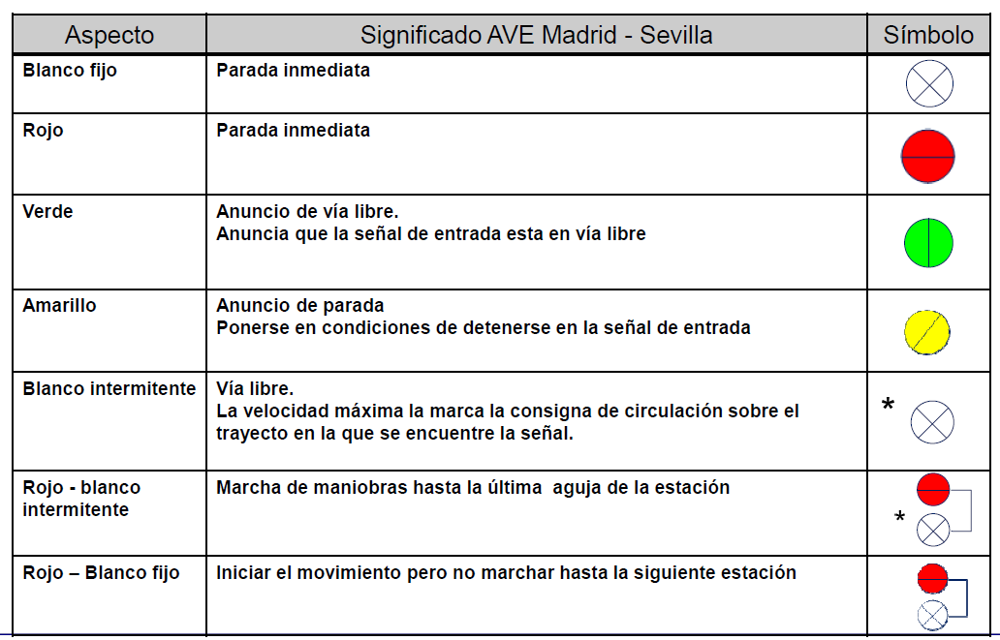 Aspecto Significado AVE Madrid - Sevilla Símbolo
Blanco fijo Parada inmediata
Rojo Parada inmediata
Verde Anuncio de vía libre.
Anuncia que la señal de entrada esta en vía libre
Amarillo Anuncio de parada
Ponerse en condiciones de detenerse en la señal de entrada
Blanco intermitente Vía libre.
La velocidad máxima la marca la consigna de circulación sobre el
trayecto en la que se encuentre la señal.
*
Rojo - blanco Marcha de maniobras hasta la última aguja de la estación
intermitente
*
Rojo – Blanco fijo Iniciar el movimiento pero no marchar hasta la siguiente estación